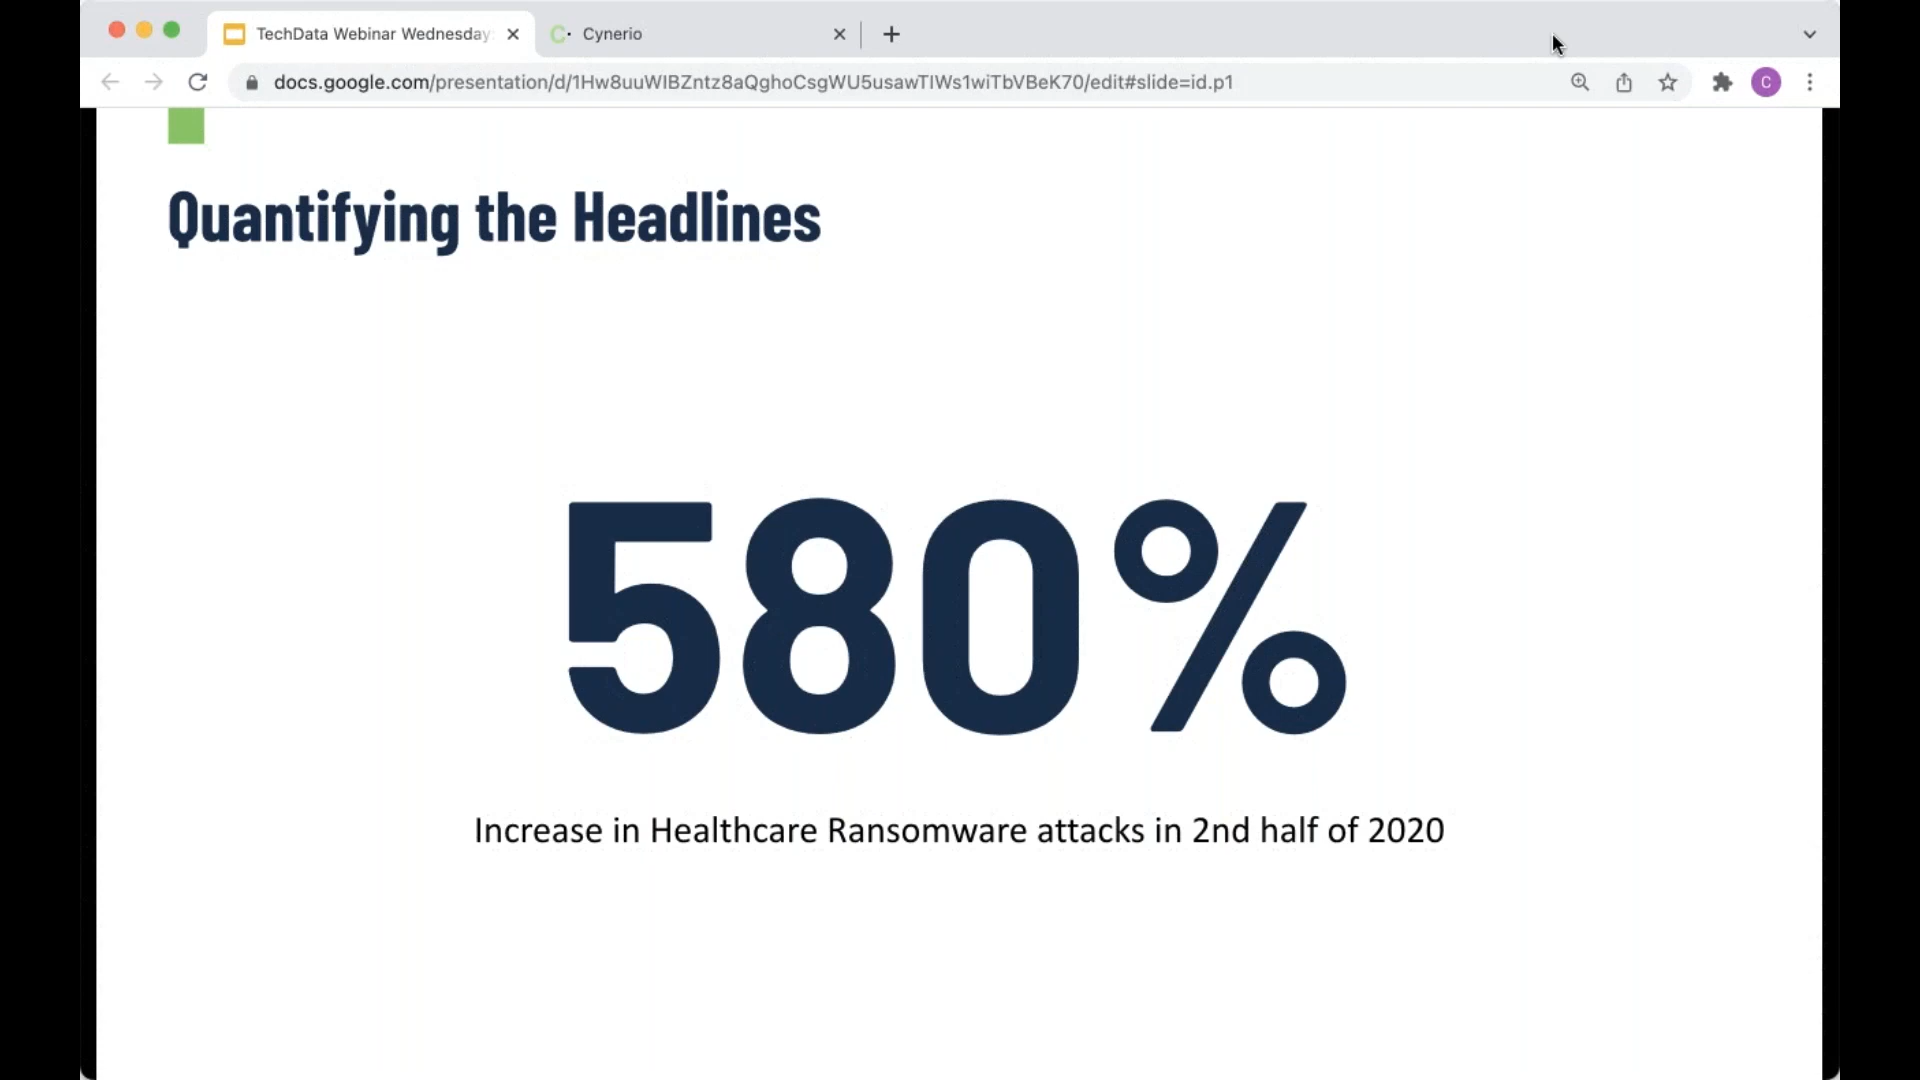 TechData Webinar Wednesday
Cynerio
docs.google.com/presentation/d/1Hw8uuWIBZntz8aQghoCsgWU5usawTIWs1wiTbVBeK70/edit#slide=id.p1
C
Quantifying the Headlines
580%
Increase in Healthcare Ransomware attacks in 2nd half of 2020